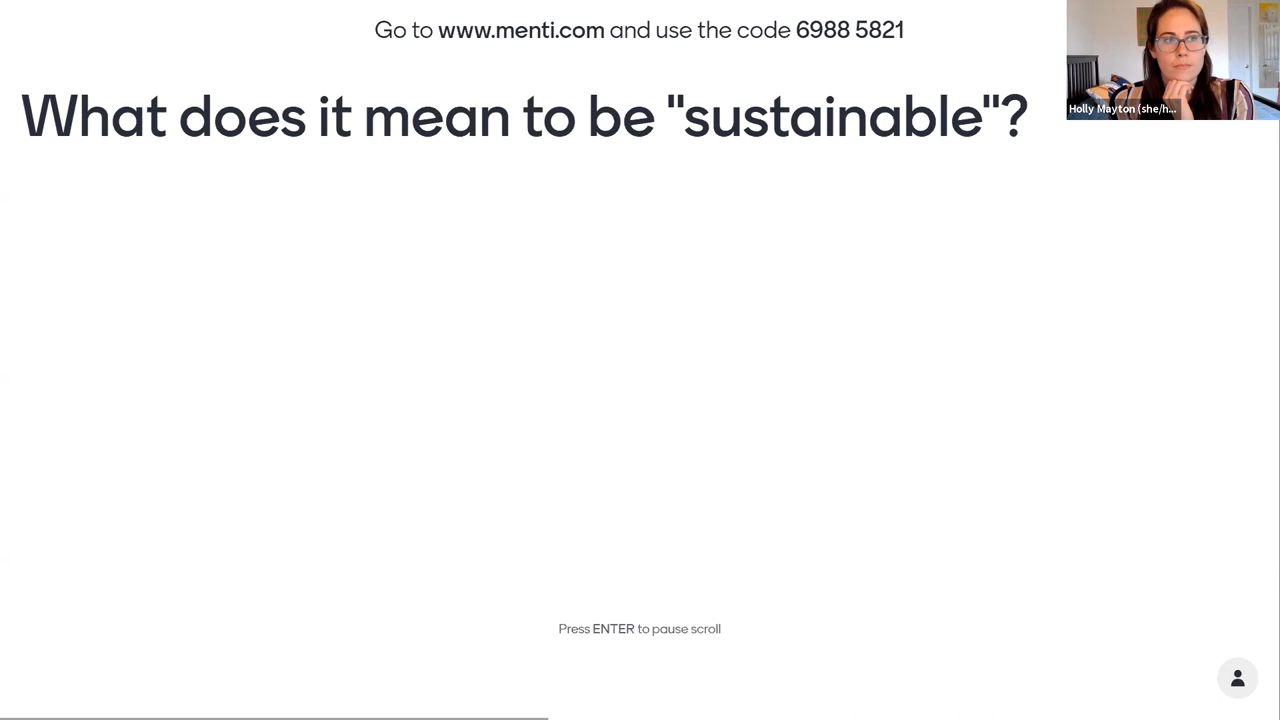 Go to www.menti.com and use the code 6988 5821
What does it mean to be "sustainable"?
Holly Mayton (she/h...
Press ENTER to pause scroll